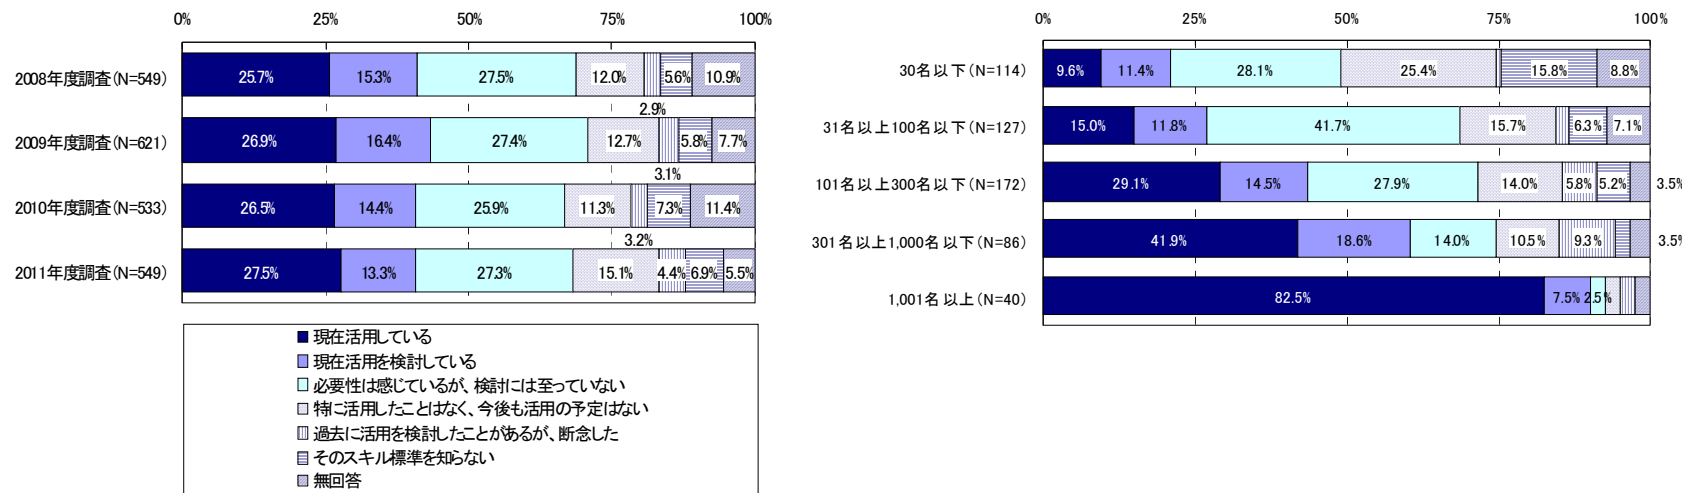 0% 25% 50% 75% 100%
2008年度調査(N=549) 25.7% 15.3% 27.5% 12.0% 5.6% 10.9%
2.9%
2009年度調査(N=621) 26.9% 16.4% 27.4% 12.7% 5.8% 7.7%
3.1%
2010年度調査(N=533) 26.5% 14.4% 25.9% 11.3% 7.3% 11.4%
3.2%
2011年度調査(N=549) 27.5% 13.3% 27.3% 15.1% 4.4% 6.9% 5.5%
現在活用している
現在活用を検討している
必要性は感じているが、検討には至っていない
特に活用したことはなく、今後も活用の予定はない
過去に活用を検討したことがあるが、断念した
そのスキル標準を知らない
無回答
0% 25% 50% 75% 100%
30名以下(N=114) 9.6% 11.4% 28.1% 25.4% 15.8% 8.8%
31名以上100名以下(N=127) 15.0% 11.8% 41.7% 15.7% 6.3% 7.1%
101名以上300名以下(N=172) 29.1% 14.5% 27.9% 14.0% 5.8% 5.2% 3.5%
301名以上1,000名以下(N=86) 41.9% 18.6% 14.0% 10.5% 9.3% 3.5%
1,001名以上(N=40) 82.5% 7.5% 2.5%